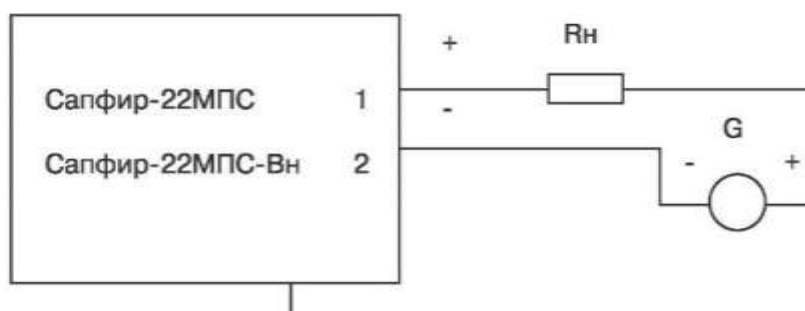 + Rн
Сапфир-22МПС 1
-
G
Сапфир-22МПС-Вн 2
- +